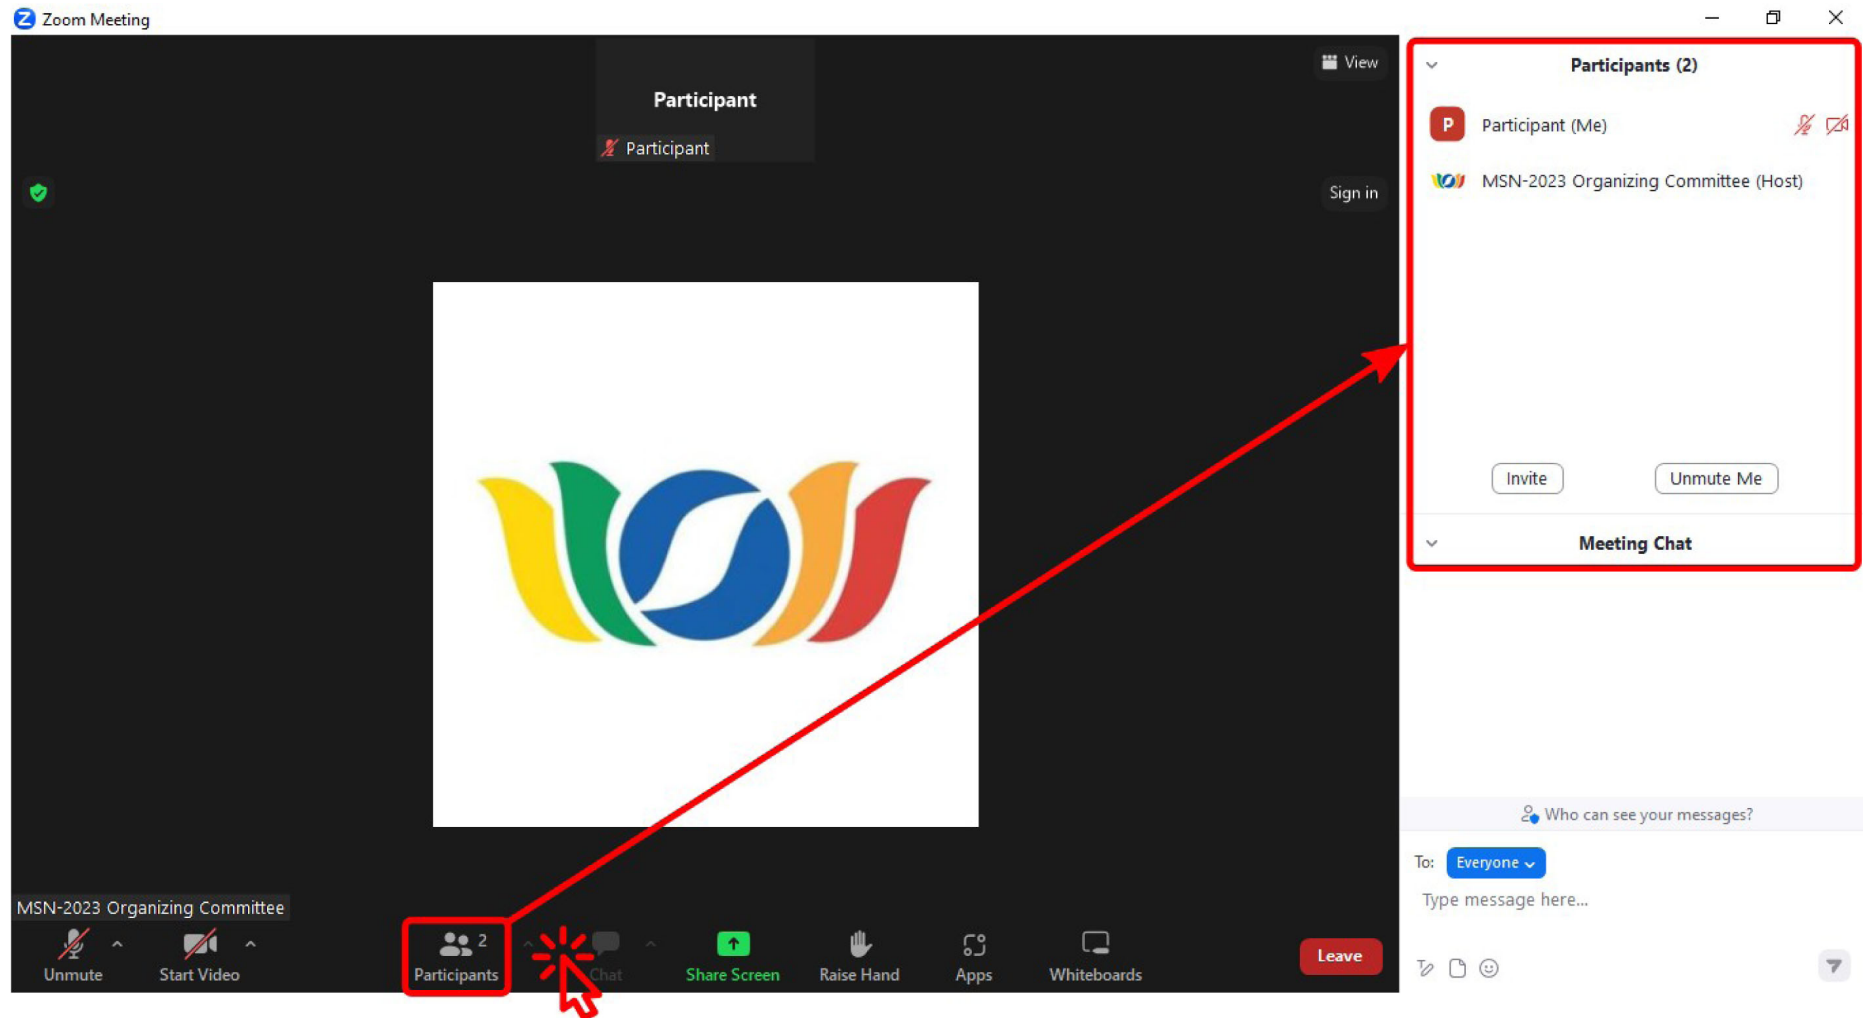 Zoom Meeting
Participant
Participant
View
Sign in
MSN-2023 Organizing Committee
Unmute
Start Video
2
Participants
Chat
Share Screen
Raise Hand
Apps
Whiteboards
Leave
Participants (2)
P
Participant (Me)
MSN-2023 Organizing Committee (Host)
Invite
Unmute Me
Meeting Chat
Who can see your messages?
To: Everyone
Type message here...